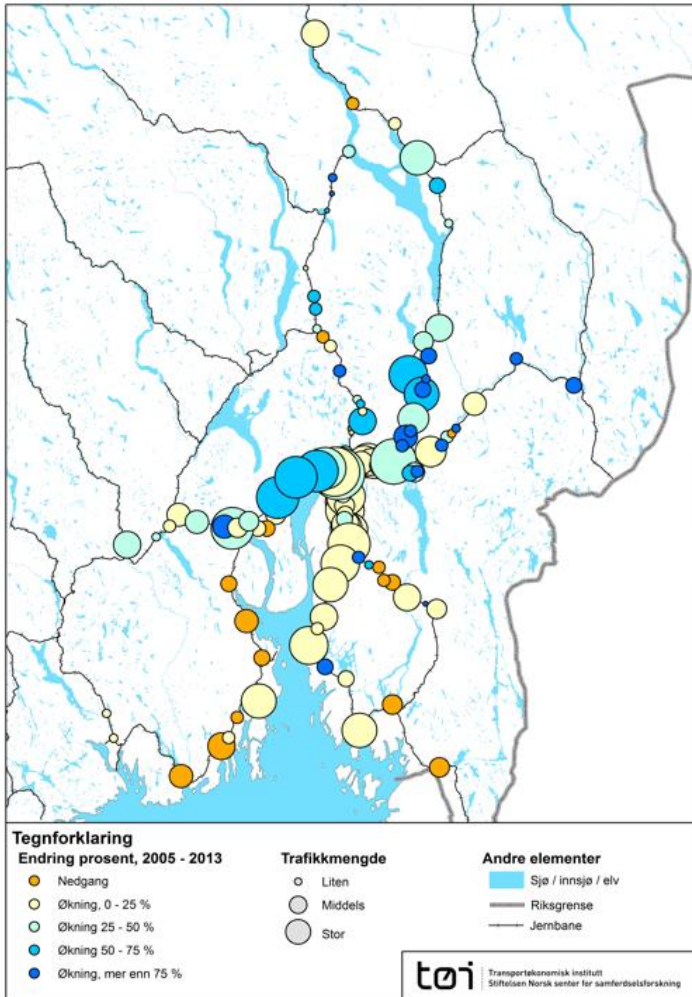 Tegnforklaring
Endring prosent, 2005 - 2013
Nedgang
Økning, 0 - 25 %
Økning 25 - 50 %
Økning 50 - 75 %
Økning, mer enn 75 %
Trafikkmengde
Liten
Middels
Stor
Andre elementer
Sjø / innsjø / elv
Riksgrense
Jernbane
tøi
Transportøkonomisk institutt
Stiftelsen Norsk senter for samferdselsforskning